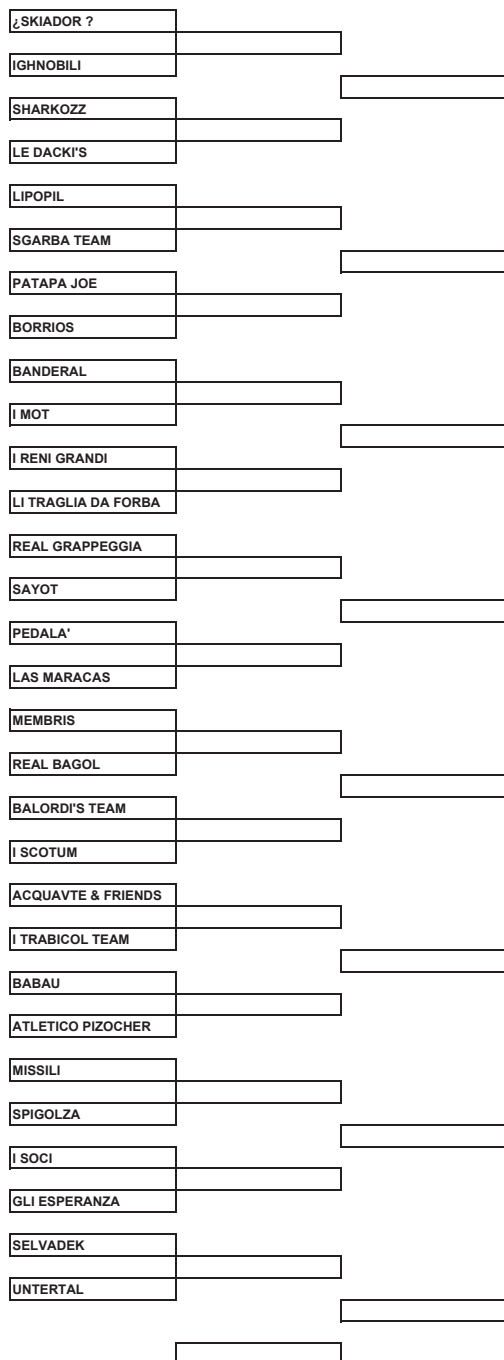 ¿SKIADOR ?
IGHNOBILI
SHARKOZZ
LE DACKI'S
LIPOPIL
SGARBA TEAM
PATAPA JOE
BORRIOS
BANDERAL
I MOT
I RENI GRANDI
LI TRAGLIA DA FORBA
REAL GRAPPEGGIA
SAYOT
PEDALA'
LAS MARACAS
MEMBRIS
REAL BAGOL
BALORDI'S TEAM
I SCOTUM
ACQUAVTE & FRIENDS
I TRABICOL TEAM
BABAU
ATLETICO PIZOCHER
MISSILI
SPIGOLZA
I SOCI
GLI ESPERANZA
SELVADEK
UNTERTAL